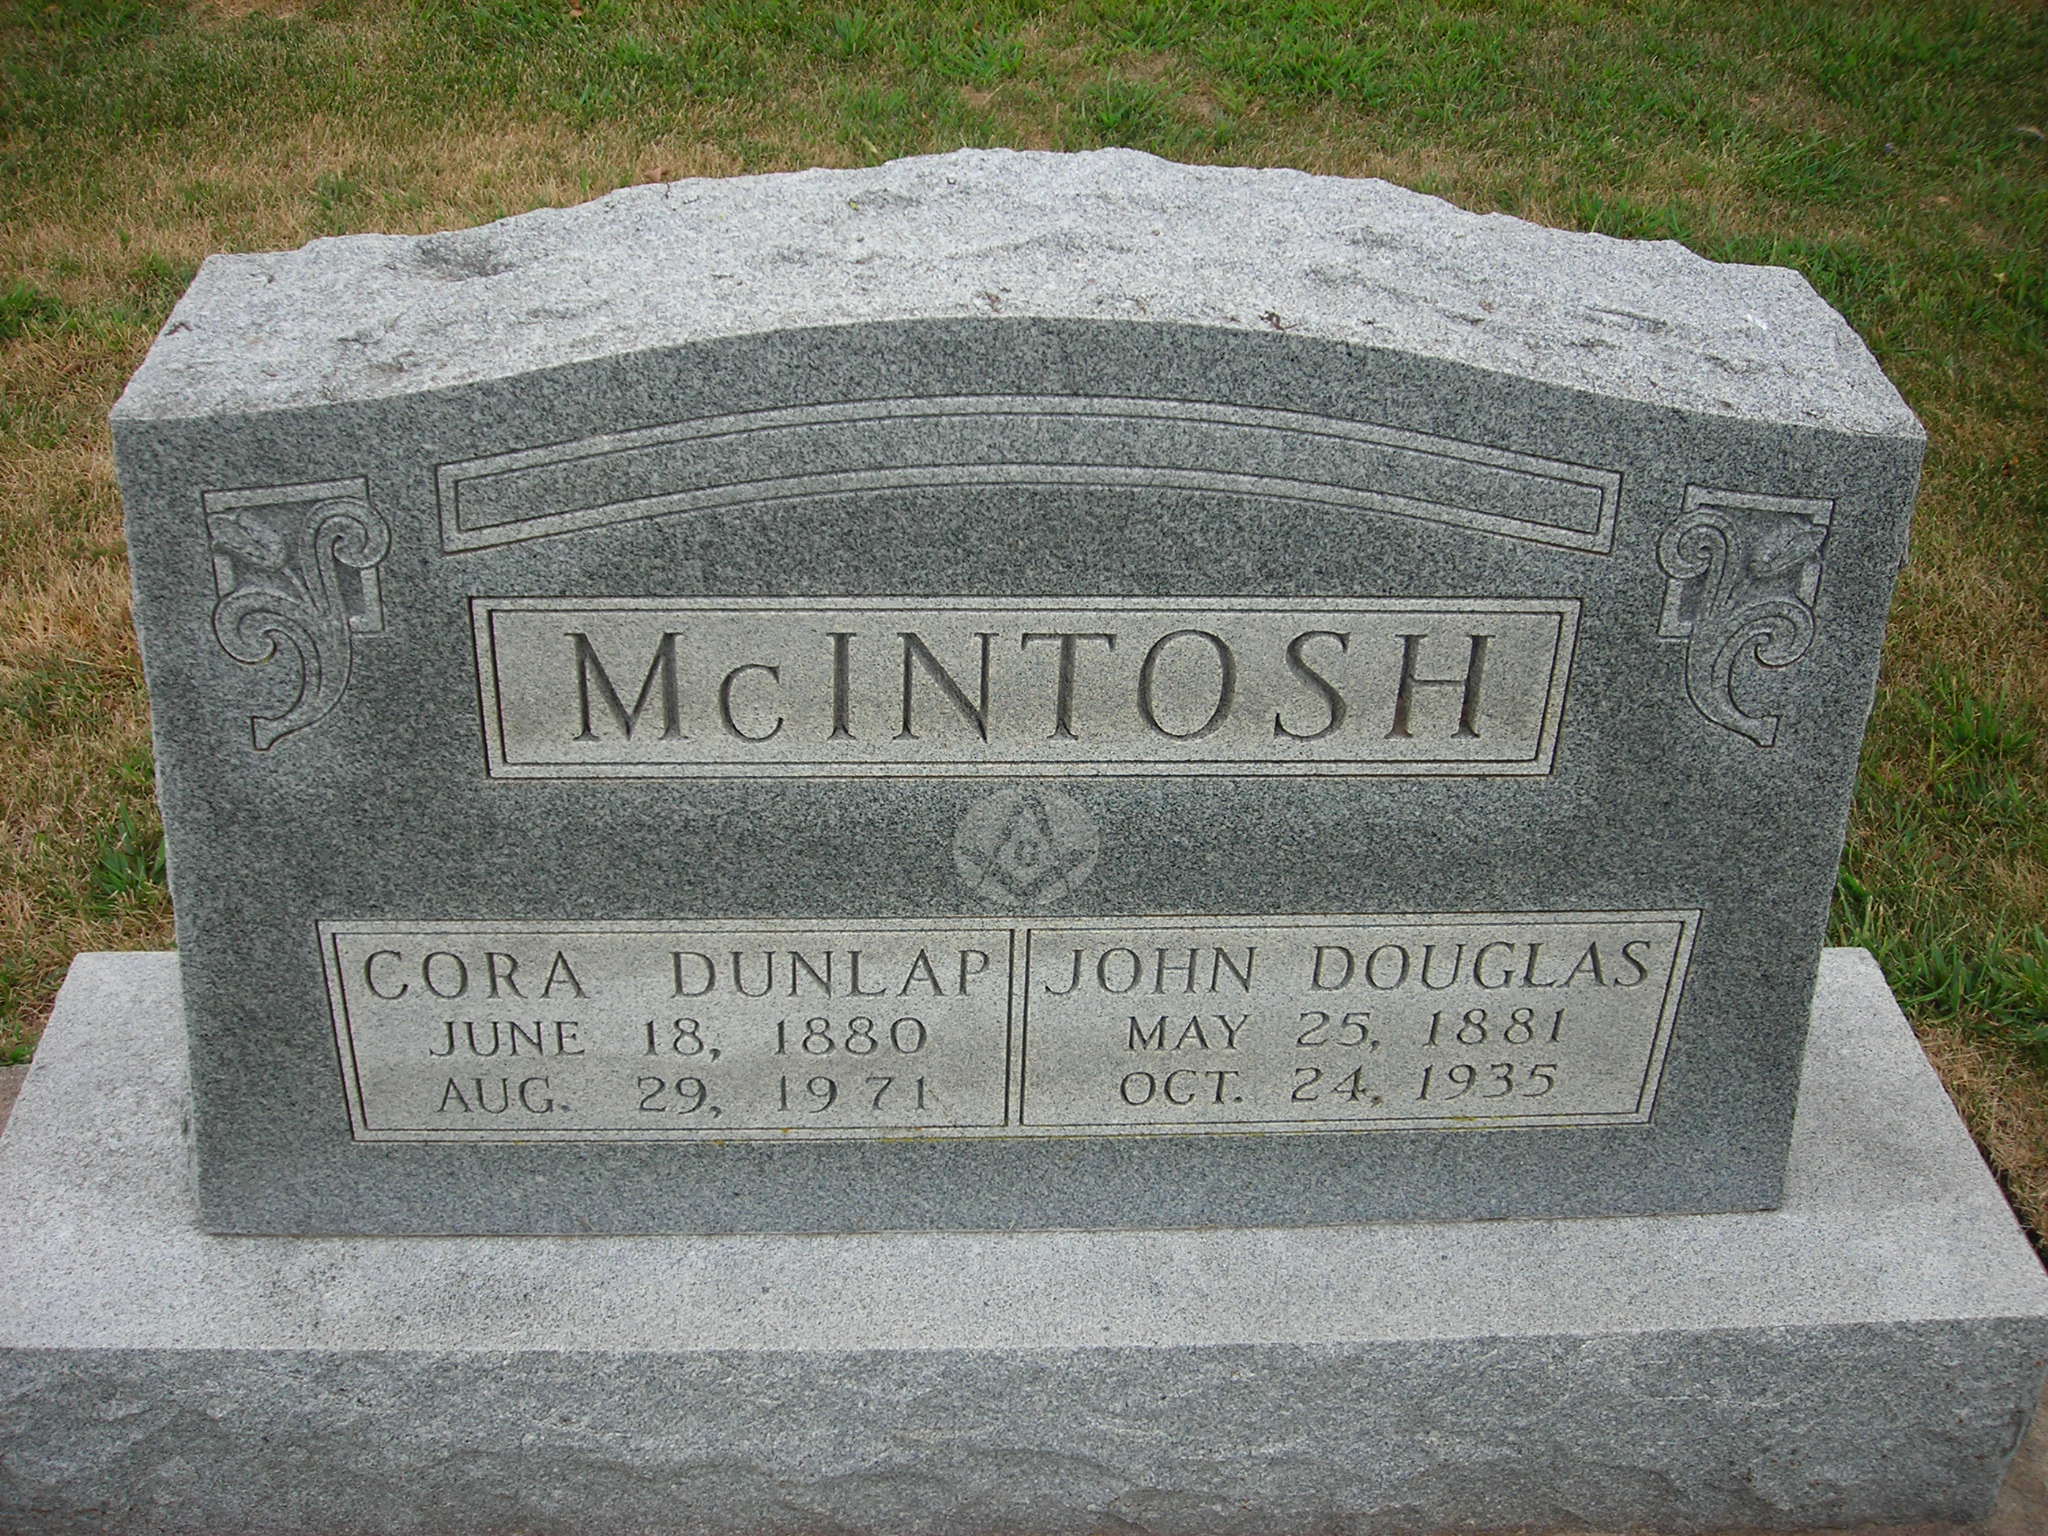 McINTOSH
G
CORA DUNLAP
JUNE 18, 1880
AUG. 29, 1971
JOHN DOUGLAS
MAY 25, 1881
OCT. 24, 1935